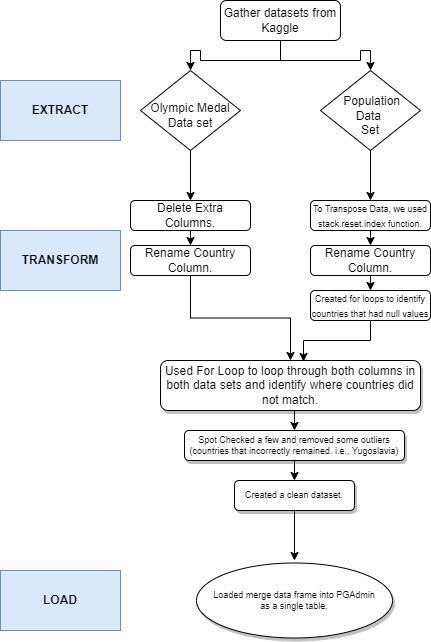 Gather datasets from
Kaggle
EXTRACT
Olympic Medal
Data set
Population
Data
Set
Delete Extra
Columns.
To Transpose Data, we used
stack.reset.index function.
TRANSFORM
Rename Country
Column.
Rename Country
Column.
Created for loops to identify
countries that had null values
Used For Loop to loop through both columns in
both data sets and identify where countries did
not match.
Spot Checked a few and removed some outliers
(countries that incorrectly remained. i.e., Yugoslavia)
Created a clean dataset.
LOAD
Loaded merge data frame into PGAdmin
as a single table.